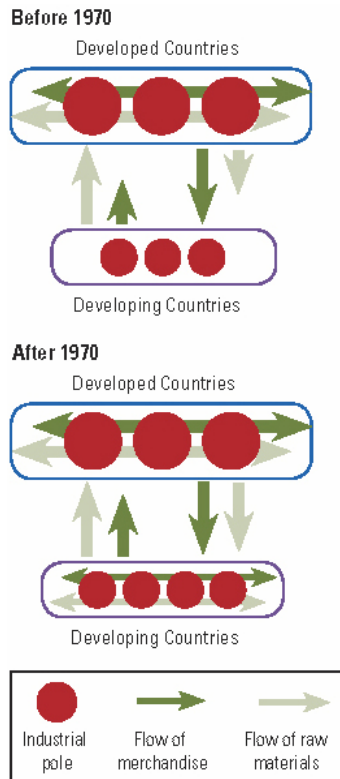 Before 1970
Developed Countries
Developing Countries
After 1970
Developed Countries
Developing Countries
Industrial pole
Flow of merchandise
Flow of raw materials